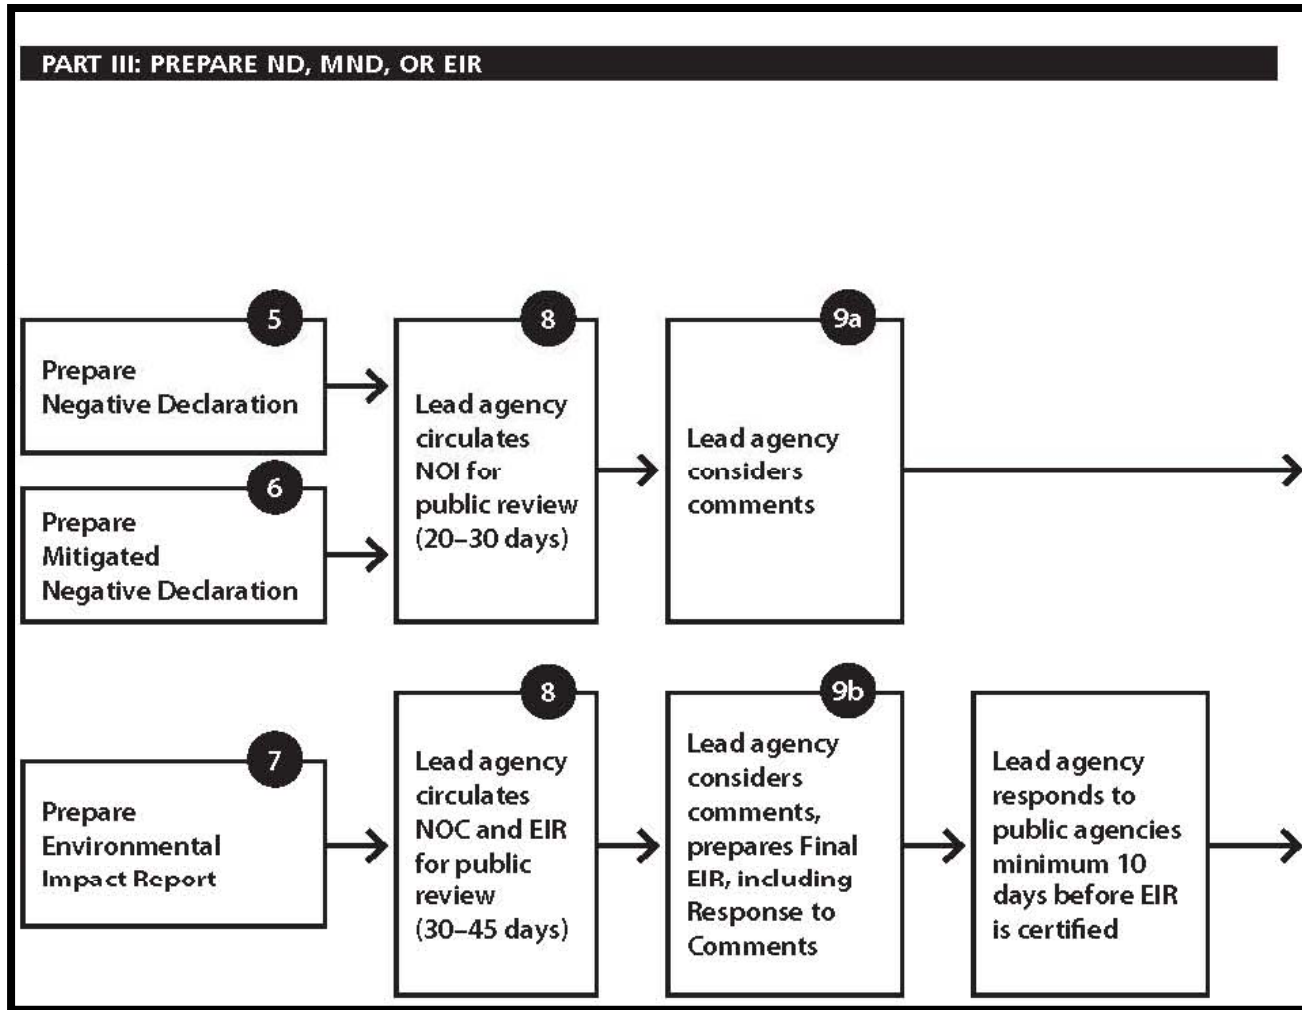 PART III: PREPARE ND, MND, OR EIR
5
Prepare
Negative Declaration
6
Prepare
Mitigated
Negative Declaration
8
Lead agency
circulates
NOI for
public review
(20–30 days)
9a
Lead agency
considers
comments
7
Prepare
Environmental
Impact Report
8
Lead agency
circulates
NOC and EIR
for public
review
(30–45 days)
9b
Lead agency
considers
comments,
prepares Final
EIR, including
Response to
Comments
Lead agency
responds to
public agencies
minimum 10
days before EIR
is certified